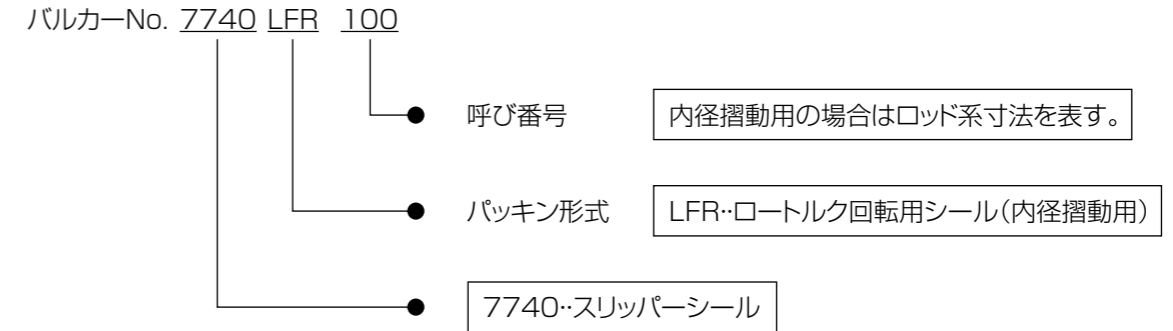 バルカーNo. 7740 LFR 100
呼び番号 内径摺動用の場合はロッド系寸法を表す。
パッキン形式 LFR‥ロートルク回転用シール(内径摺動用)
7740‥スリッパーシール